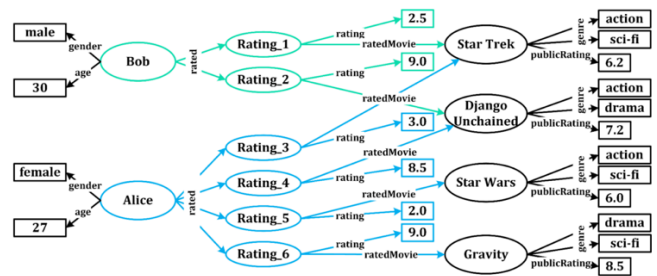 male
gender
Bob
age
30
rated
Rating_1
rating
2.5
ratedMovie
Rating_2
rating
9.0
ratedMovie
Star Trek
genre
action
sci-fi
publicRating
6.2
Django
Unchained
genre
action
drama
publicRating
7.2
female
gender
Alice
age
27
rated
Rating_3
rating
3.0
Rating_4
ratedMovie
rating
8.5
Rating_5
ratedMovie
rating
2.0
Rating_6
rating
9.0
ratedMovie
Star Wars
genre
action
sci-fi
publicRating
6.0
Gravity
genre
drama
sci-fi
publicRating
8.5